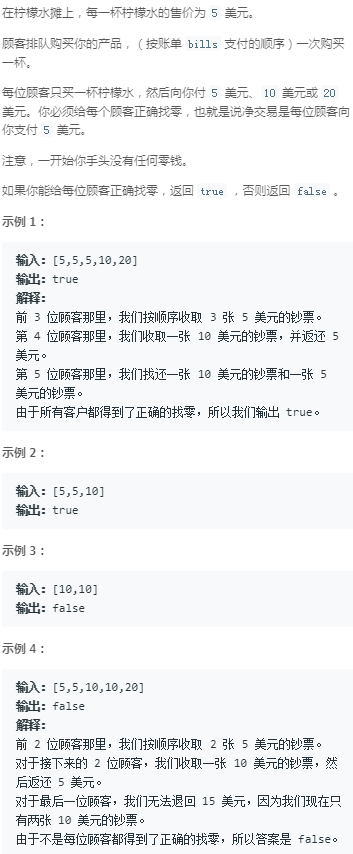 在柠檬水摊上，每一杯柠檬水的售价为 5 美元。
顾客排队购买你的产品，（按账单 bills 支付的顺序）一次购买
一杯。
每位顾客只买一杯柠檬水，然后向你付 5 美元、10 美元或 20
美元。你必须给每个顾客正确找零，也就是说净交易是每位顾客向
你支付 5 美元。
注意，一开始你手头没有任何零钱。
如果你能给每位顾客正确找零，返回 true ，否则返回 false 。
示例 1：
输入：[5,5,5,10,20]
输出：true
解释：
前 3 位顾客那里，我们按顺序收取 3 张 5 美元的钞票。
第 4 位顾客那里，我们收取一张 10 美元的钞票，并返还 5
美元。
第 5 位顾客那里，我们找还一张 10 美元的钞票和一张 5
美元的钞票。
由于所有客户都得到了正确的找零，所以我们输出 true。
示例 2：
输入：[5,5,10]
输出：true
示例 3：
输入：[10,10]
输出：false
示例 4：
输入：[5,5,10,10,20]
输出：false
解释：
前 2 位顾客那里，我们按顺序收取 2 张 5 美元的钞票。
对于接下来的 2 位顾客，我们收取一张 10 美元的钞票，然
后返还 5 美元。
对于最后一位顾客，我们无法退回 15 美元，因为我们现在只
有两张 10 美元的钞票。
由于不是每位顾客都得到了正确的找零，所以答案是 false。